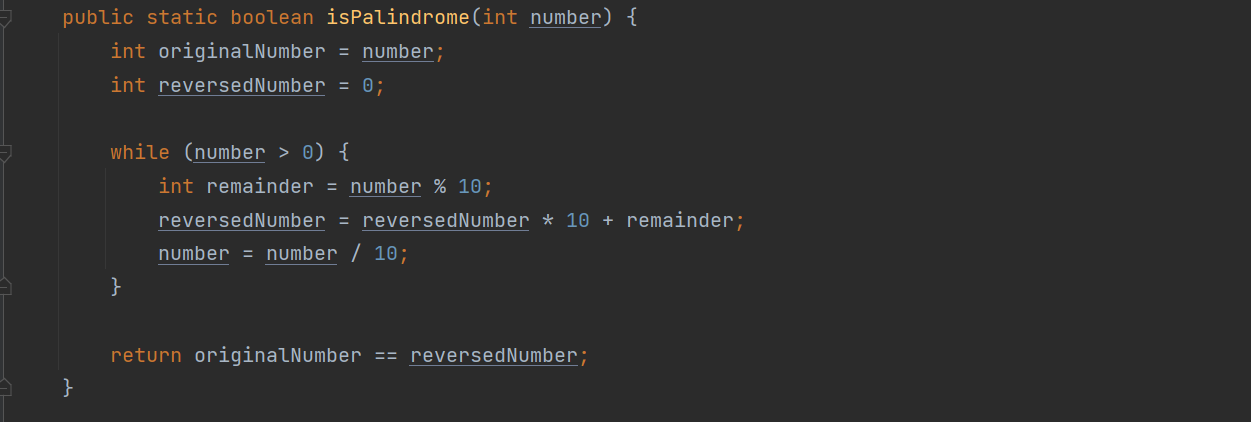 public static boolean isPalindrome(int number) {
int originalNumber = number;
int reversedNumber = 0;
while (number > 0) {
int remainder = number % 10;
reversedNumber = reversedNumber * 10 + remainder;
number = number / 10;
}
return originalNumber == reversedNumber;
}